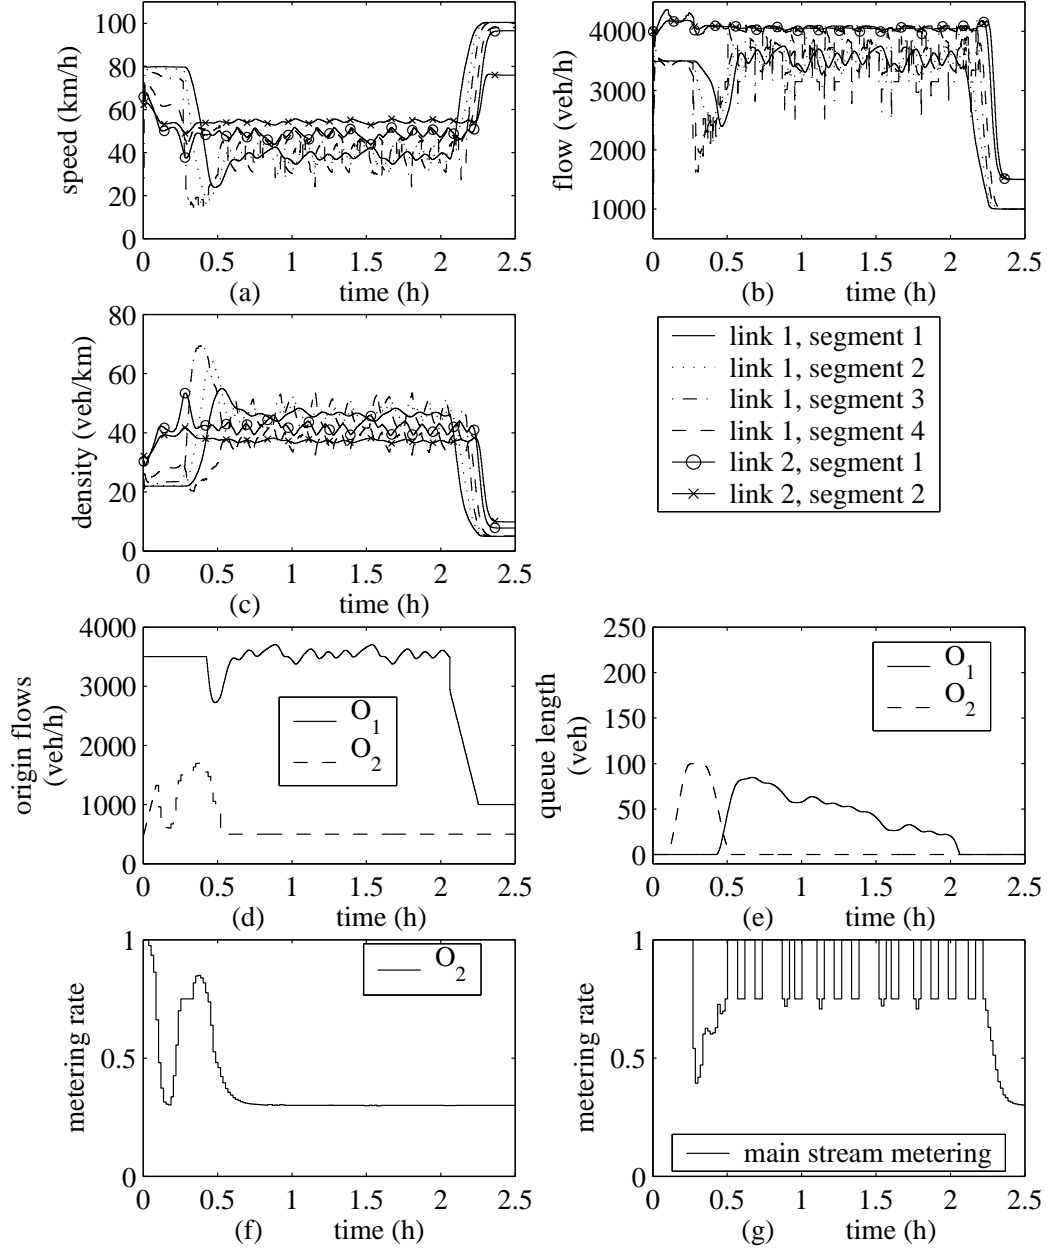 speed (km/h)
100
80
60
40
20
0
0 0.5 1 1.5 2 2.5
(a) time (h)
flow (veh/h)
4000
3000
2000
1000
0 0.5 1 1.5 2 2.5
(b) time (h)
density (veh/km)
80
60
40
20
0
0 0.5 1 1.5 2 2.5
(c) time (h)
link 1, segment 1
link 1, segment 2
link 1, segment 3
link 1, segment 4
link 2, segment 1
link 2, segment 2
origin flows
(veh/h)
4000
3000
2000
1000
0
O1
O2
0 0.5 1 1.5 2 2.5
(d) time (h)
queue length
(veh)
250
200
150
100
50
0
O1
O2
0 0.5 1 1.5 2 2.5
(e) time (h)
metering rate
1
0.5
0
O2
0 0.5 1 1.5 2 2.5
(f) time (h)
metering rate
1
0.5
0
main stream metering
0 0.5 1 1.5 2 2.5
(g) time (h)